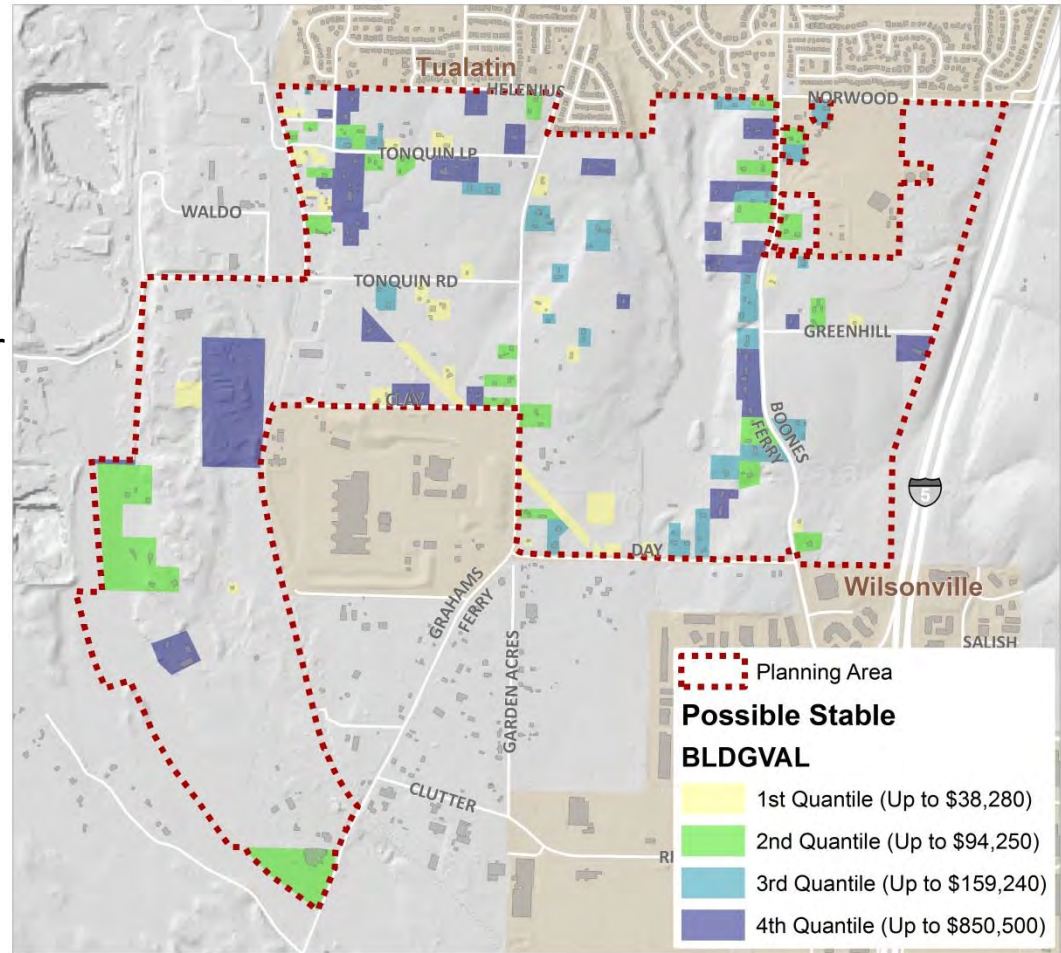 Tualatin
HELENIUS
NORWOOD
TONQUIN LP
WALDO
TONQUIN RD
GREENHILL
CLAY
BOONES
FERRY
5
DAY
Wilsonville
GRAHAMS
FERRY
GARDEN ACRES
SALISH
CLUTTER
Planning Area
Possible Stable
BLDGVAL
1st Quantile (Up to $38,280)
2nd Quantile (Up to $94,250)
3rd Quantile (Up to $159,240)
4th Quantile (Up to $850,500)